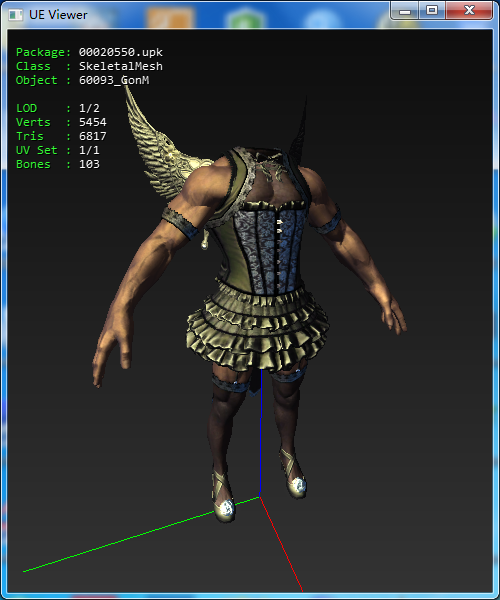 UE Viewer
Package: 00020550.upk
Class : SkeletalMesh
Object : 60093_GonM
LOD : 1/2
Verts : 5454
Tris : 6817
UV Set : 1/1
Bones : 103